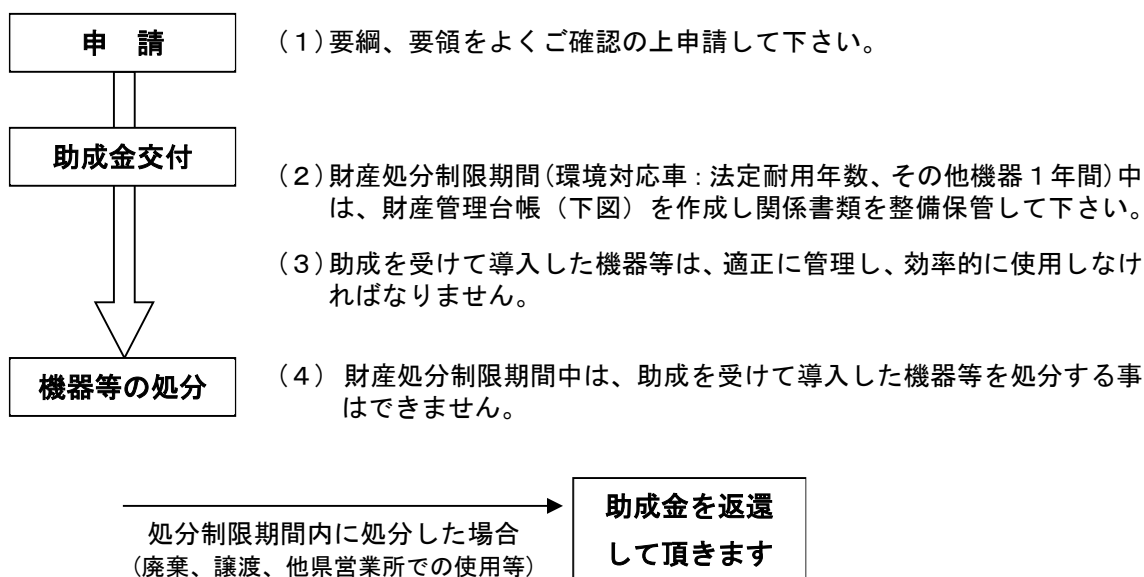 申　請
（１）要綱、要領をよくご確認の上申請して下さい。
助成金交付
（２）財産処分制限期間（環境対応車：法定耐用年数、その他機器１年間）中
は、財産管理台帳（下図）を作成し関係書類を整備保管して下さい。
（３）助成を受けて導入した機器等は、適正に管理し、効率的に使用しなけ
ればなりません。
機器等の処分
（４） 財産処分制限期間中は、助成を受けて導入した機器等を処分する事
はできません。
処分制限期間内に処分した場合
（廃棄、譲渡、他県営業所での使用等）
助成金を返還
して頂きます